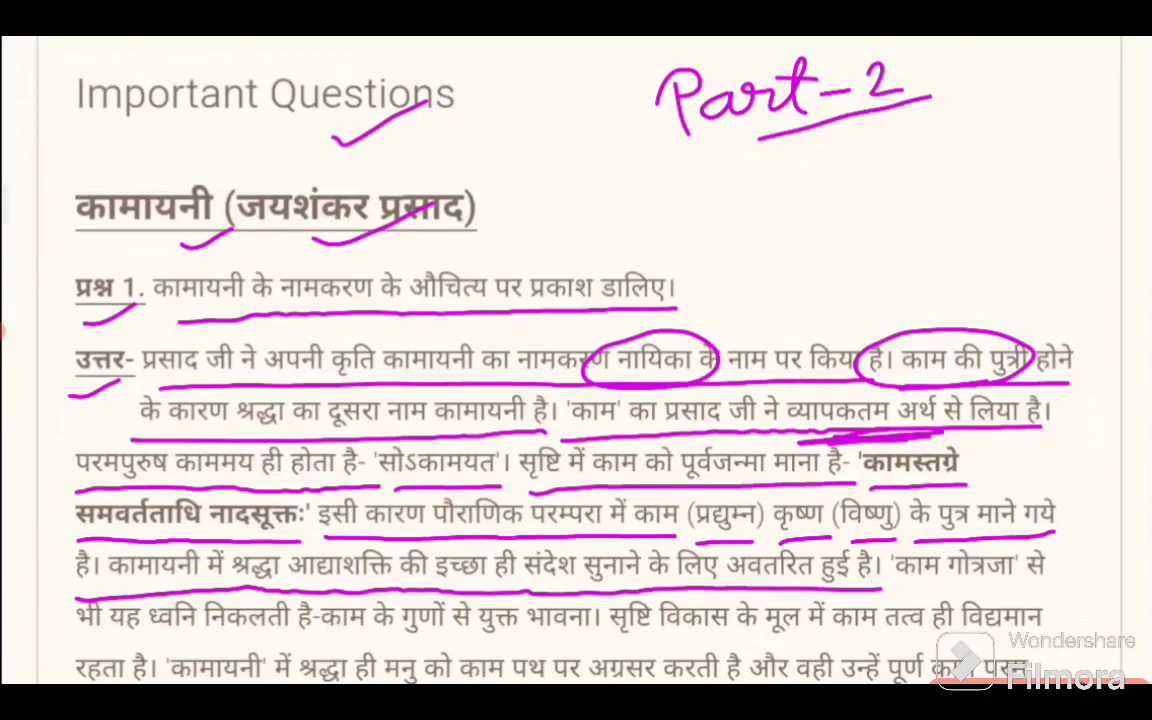 Important Questions
Part-2
कामायनी (जयशंकर प्रसाद)
प्रश्न 1. कामायनी के नामकरण के औचित्य पर प्रकाश डालिए।
उत्तर- प्रसाद जी ने अपनी कृति कामायनी का नामकरण नायिका के नाम पर किया है। काम की पुत्री होने
के कारण श्रद्धा का दूसरा नाम कामायनी है। 'काम' का प्रसाद जी ने व्यापकतम अर्थ से लिया है।
परमपुरुष काममय ही होता है- 'सोऽकामयत'। सृष्टि में काम को पूर्वजन्मा माना है- 'कामस्तग्रे
समवर्तताधि नादसूक्तः' इसी कारण पौराणिक परम्परा में काम (प्रद्युम्न) कृष्ण (विष्णु) के पुत्र माने गये
है। कामायनी में श्रद्धा आद्याशक्ति की इच्छा ही संदेश सुनाने के लिए अवतरित हुई है। 'काम गोत्रजा' से
भी यह ध्वनि निकलती है-काम के गुणों से युक्त भावना। सृष्टि विकास के मूल में काम तत्व ही विद्यमान
रहता है। 'कामायनी' में श्रद्धा ही मनु को काम पथ पर अग्रसर करती है और वही उन्हें पूर्ण
Wondershare
Filmora